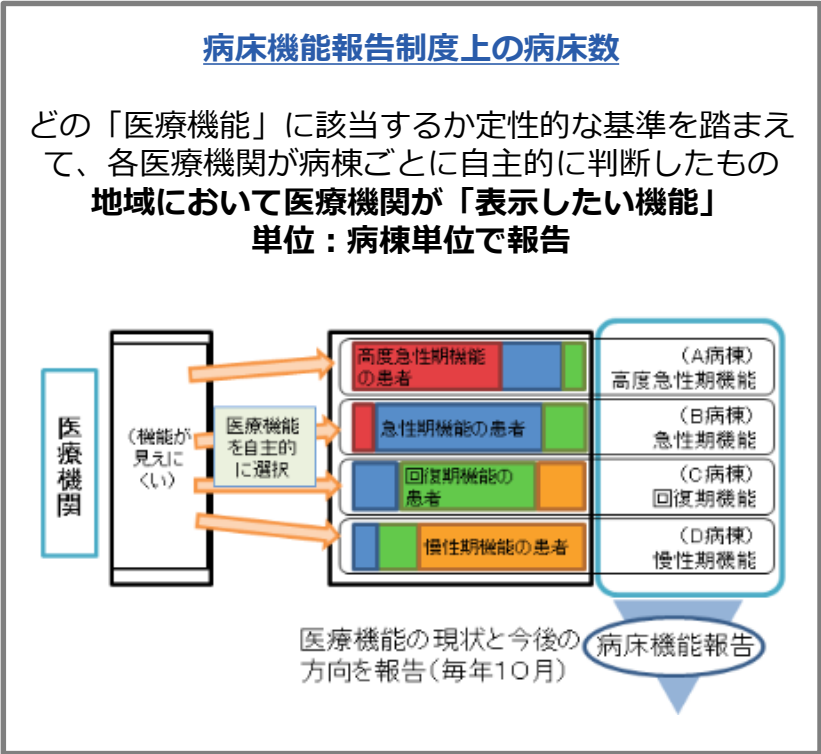 病床機能報告制度上の病床数
どの「医療機能」に該当するか定性的な基準を踏まえ
て、各医療機関が病棟ごとに自主的に判断したもの
地域において医療機関が「表示したい機能」
単位：病棟単位で報告
医療機関
（機能が
見えに
くい）
医療機能
を自主的
に選択
高度急性期機能
の患者
急性期機能の患者
回復期機能の
患者
慢性期機能の患者
（A病棟）
高度急性期機能
（B病棟）
急性期機能
（C病棟）
回復期機能
（D病棟）
慢性期機能
医療機能の現状と今後の
方向を報告（毎年１０月）
病床機能報告